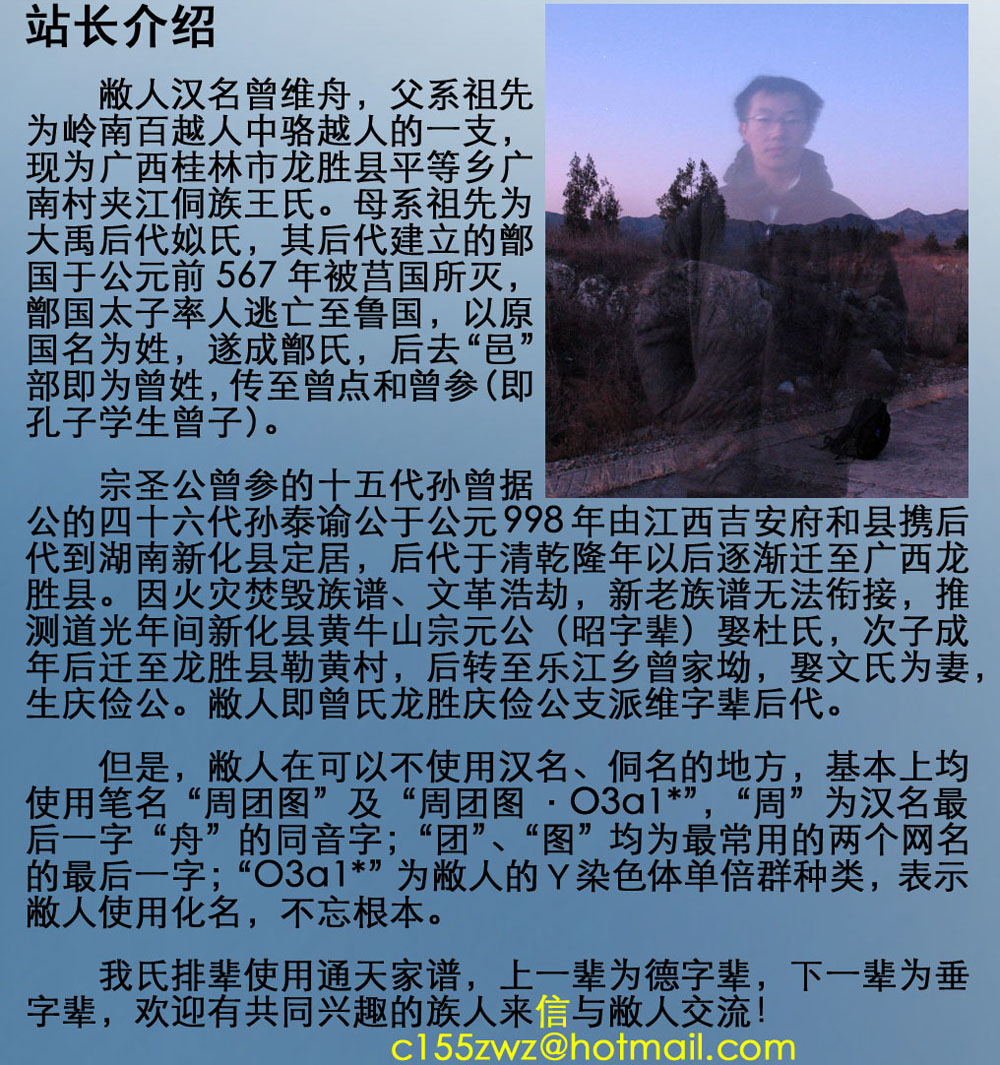 站长介绍
敝人汉名曾维舟，父系祖先
为岭南百越人中骆越人的一支，
现为广西桂林市龙胜县平等乡广
南村夹江侗族王氏。母系祖先为
大禹后代姒氏，其后代建立的鄫
国于公元前 567 年被莒国所灭，
鄫国太子率人逃亡至鲁国，以原
国名为姓，遂成鄫氏，后去“邑”
部即为曾姓，传至曾点和曾参（即
孔子学生曾子）。
宗圣公曾参的十五代孙曾据
公的四十六代孙泰谕公于公元 998 年由江西吉安府和县携后
代到湖南新化县定居，后代于清乾隆年以后逐渐迁至广西龙
胜县。因火灾焚毁族谱、文革浩劫，新老族谱无法衔接，推
测道光年间新化县黄牛山宗元公（昭字辈）娶杜氏，次子成
年后迁至龙胜县勒黄村，后转至乐江乡曾家坳，娶文氏为妻，
生庆俭公。敝人即曾氏龙胜庆俭公支派维字辈后代。
但是，敝人在可以不使用汉名、侗名的地方，基本上均
使用笔名“周团图”及“周团图 · O3a1*”，“周”为汉名最
后一字“舟”的同音字；“团”、“图”均为最常用的两个网名
的最后一字；“O3a1*”为敝人的 Y 染色体单倍群种类，表示
敝人使用化名，不忘根本。
我氏排辈使用通天家谱，上一辈为德字辈，下一辈为垂
字辈，欢迎有共同兴趣的族人来信与敝人交流！
c155zwz@hotmail.com